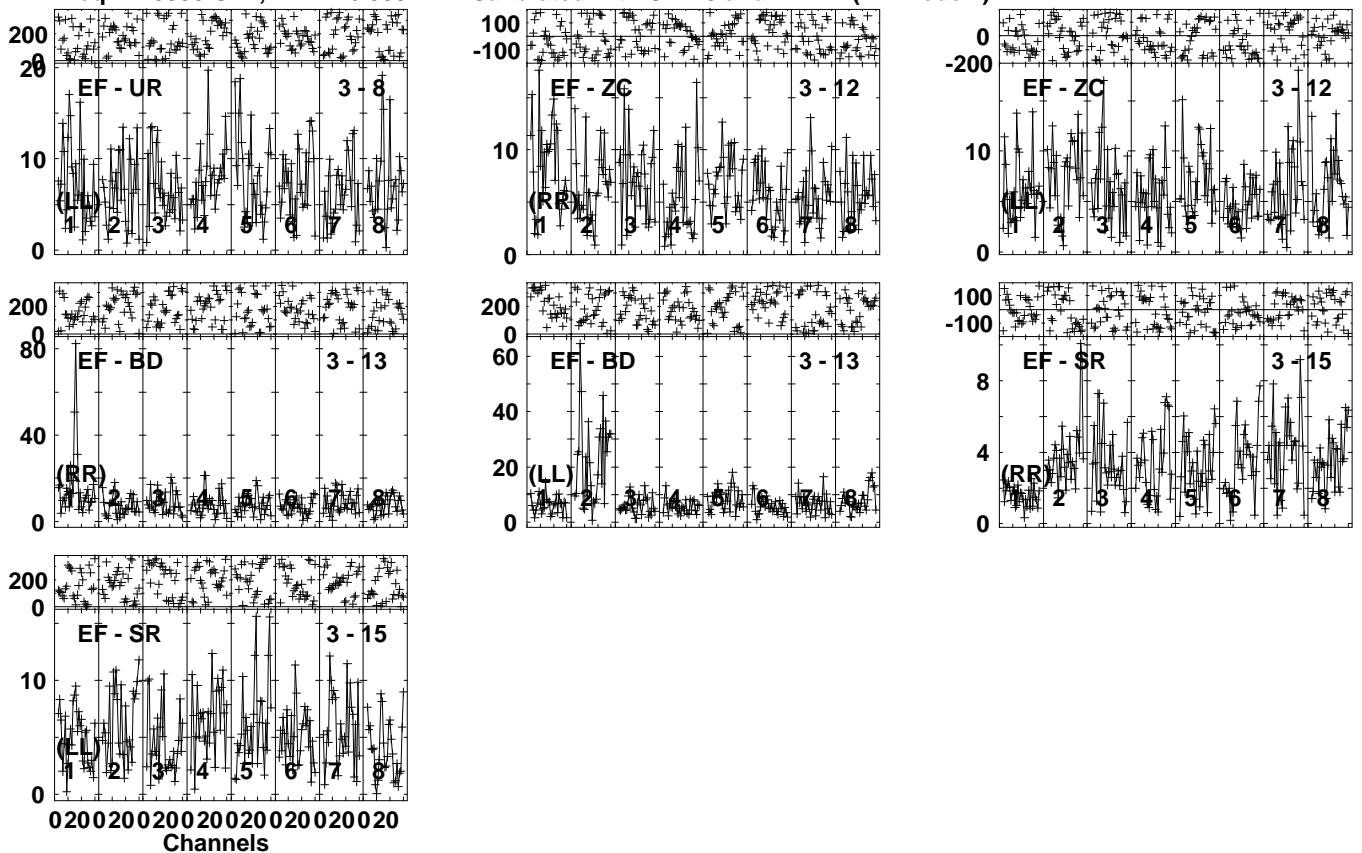 200 0 20 10 0 EF - UR 3 - 8 (LL) 1 2 3 4 5 6 7 8
100 -100 10 0 EF - ZC 3 - 12 (RR) 1 2 3 4 5 6 7 8
0 -200 10 0 EF - ZC 3 - 12 (LL) 1 2 3 4 5 6 7 8
200 0 80 40 0 EF - BD 3 - 13 (RR) 1 2 3 4 5 6 7 8
200 0 60 40 20 0 EF - BD 3 - 13 (LL) 1 2 3 4 5 6 7 8
100 -100 8 4 0 EF - SR 3 - 15 (RR) 1 2 3 4 5 6 7 8
200 0 10 0 EF - SR 3 - 15 (LL) 1 2 3 4 5 6 7 8
0 20 0 20 0 20 0 20 0 20 0 20 0 20 0 20
Channels